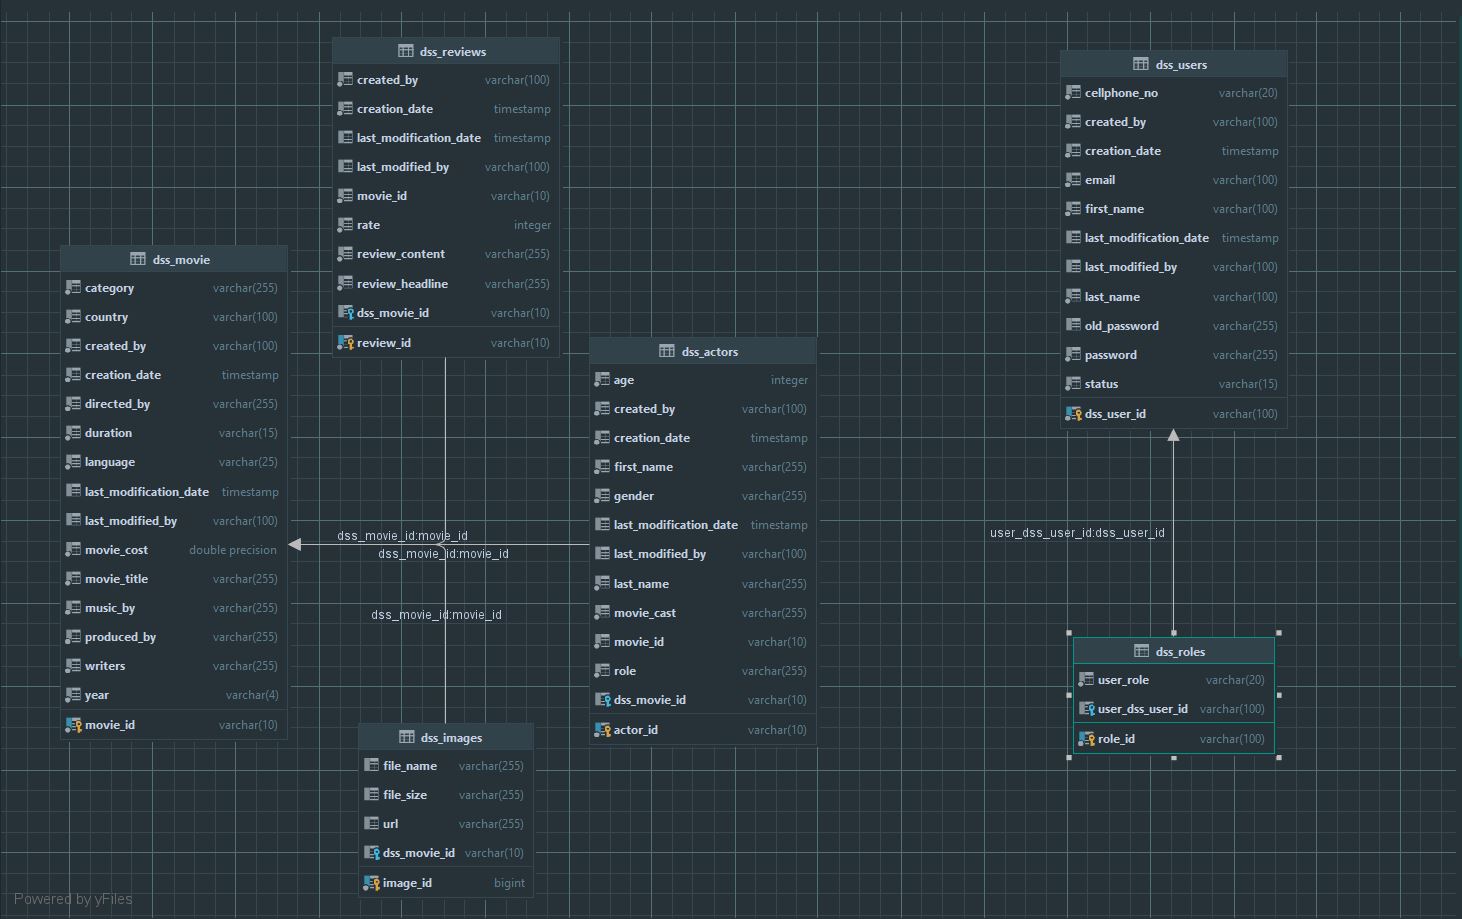 dss_reviews
created_by varchar(100)
creation_date timestamp
last_modification_date timestamp
last_modified_by varchar(100)
movie_id varchar(10)
rate integer
review_content varchar(255)
review_headline varchar(255)
dss_movie_id varchar(10)
review_id varchar(10)
dss_users
cellphone_no varchar(20)
created_by varchar(100)
creation_date timestamp
email varchar(100)
first_name varchar(100)
last_modification_date timestamp
last_modified_by varchar(100)
last_name varchar(100)
old_password varchar(255)
password varchar(255)
status varchar(15)
dss_user_id varchar(100)
dss_movie
category varchar(255)
country varchar(100)
created_by varchar(100)
creation_date timestamp
directed_by varchar(255)
duration varchar(15)
language varchar(25)
last_modification_date timestamp
last_modified_by varchar(100)
movie_cost double precision
movie_title varchar(255)
music_by varchar(255)
produced_by varchar(255)
writers varchar(255)
year varchar(4)
movie_id varchar(10)
dss_actors
age integer
created_by varchar(100)
creation_date timestamp
first_name varchar(255)
gender varchar(255)
last_modification_date timestamp
last_modified_by varchar(100)
last_name varchar(255)
movie_cast varchar(255)
movie_id varchar(10)
role varchar(255)
dss_movie_id varchar(10)
actor_id varchar(10)
dss_movie_id:movie_id
dss_movie_id:movie_id
dss_movie_id:movie_id
user_dss_user_id:dss_user_id
dss_roles
user_role varchar(20)
user_dss_user_id varchar(100)
role_id varchar(100)
dss_images
file_name varchar(255)
file_size varchar(255)
url varchar(255)
dss_movie_id varchar(10)
image_id bigint
Powered by yFiles